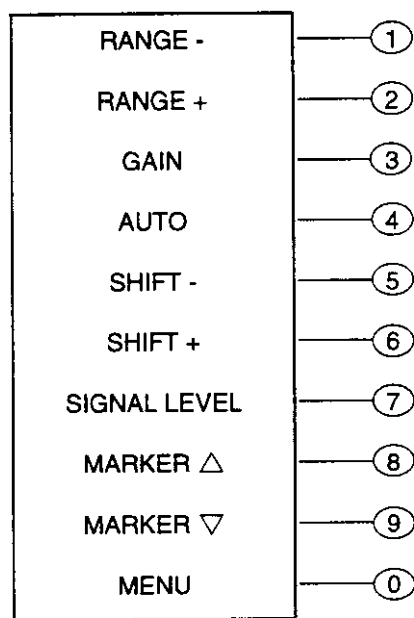 RANGE - 1
RANGE + 2
GAIN 3
AUTO 4
SHIFT - 5
SHIFT + 6
SIGNAL LEVEL 7
MARKER △ 8
MARKER ▽ 9
MENU 0